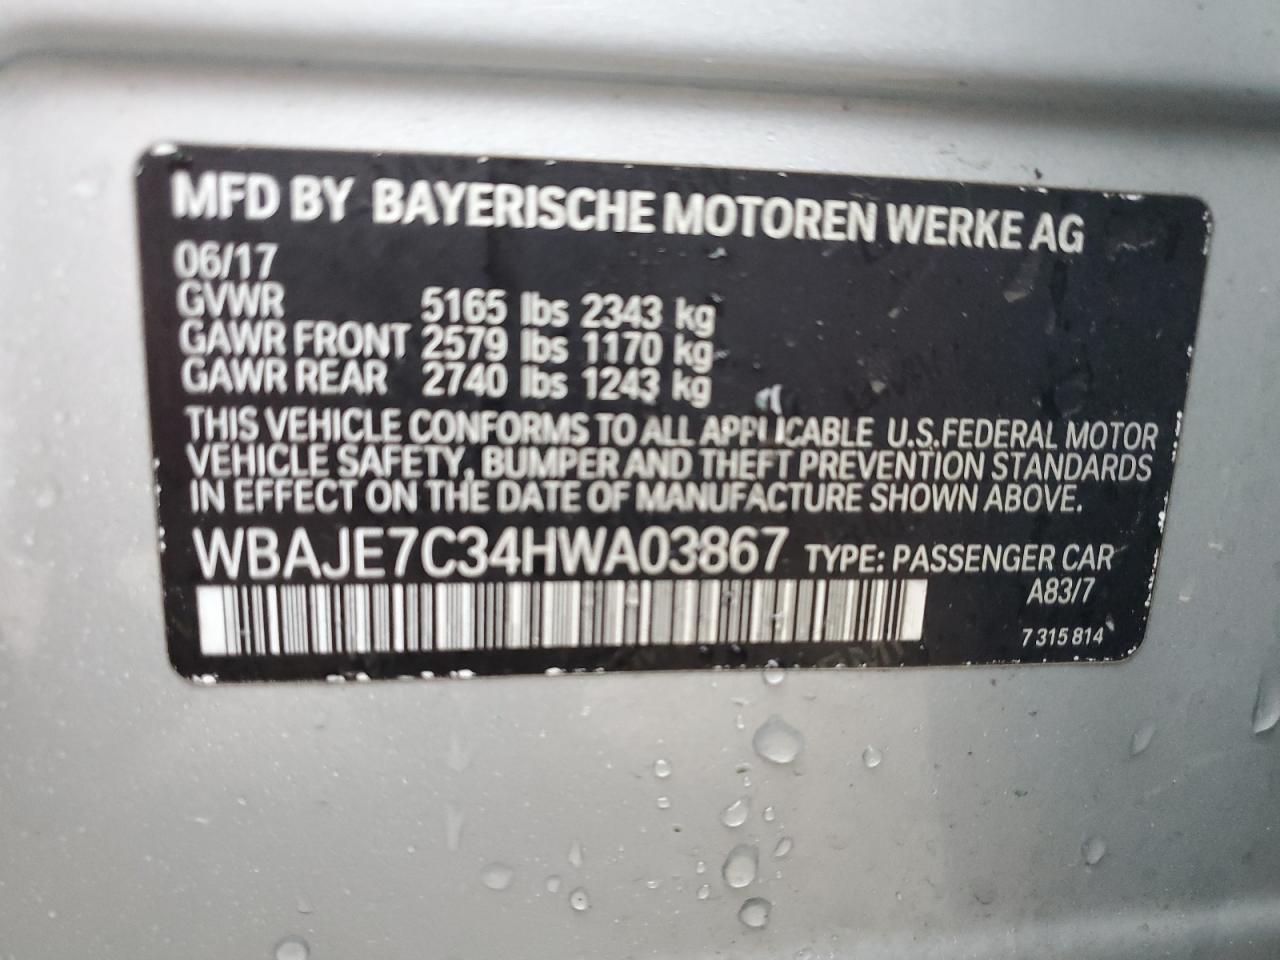 MFD BY BAYERISCHE MOTOREN WERKE AG
06/17
GVWR 5165 lbs 2343 kg
GAWR FRONT 2579 lbs 1170 kg
GAWR REAR 2740 lbs 1243 kg
THIS VEHICLE CONFORMS TO ALL APPLICABLE U.S.FEDERAL MOTOR
VEHICLE SAFETY, BUMPER AND THEFT PREVENTION STANDARDS
IN EFFECT ON THE DATE OF MANUFACTURE SHOWN ABOVE.
WBAJE7C34HWA03867 TYPE: PASSENGER CAR
A83/7
7 315 814